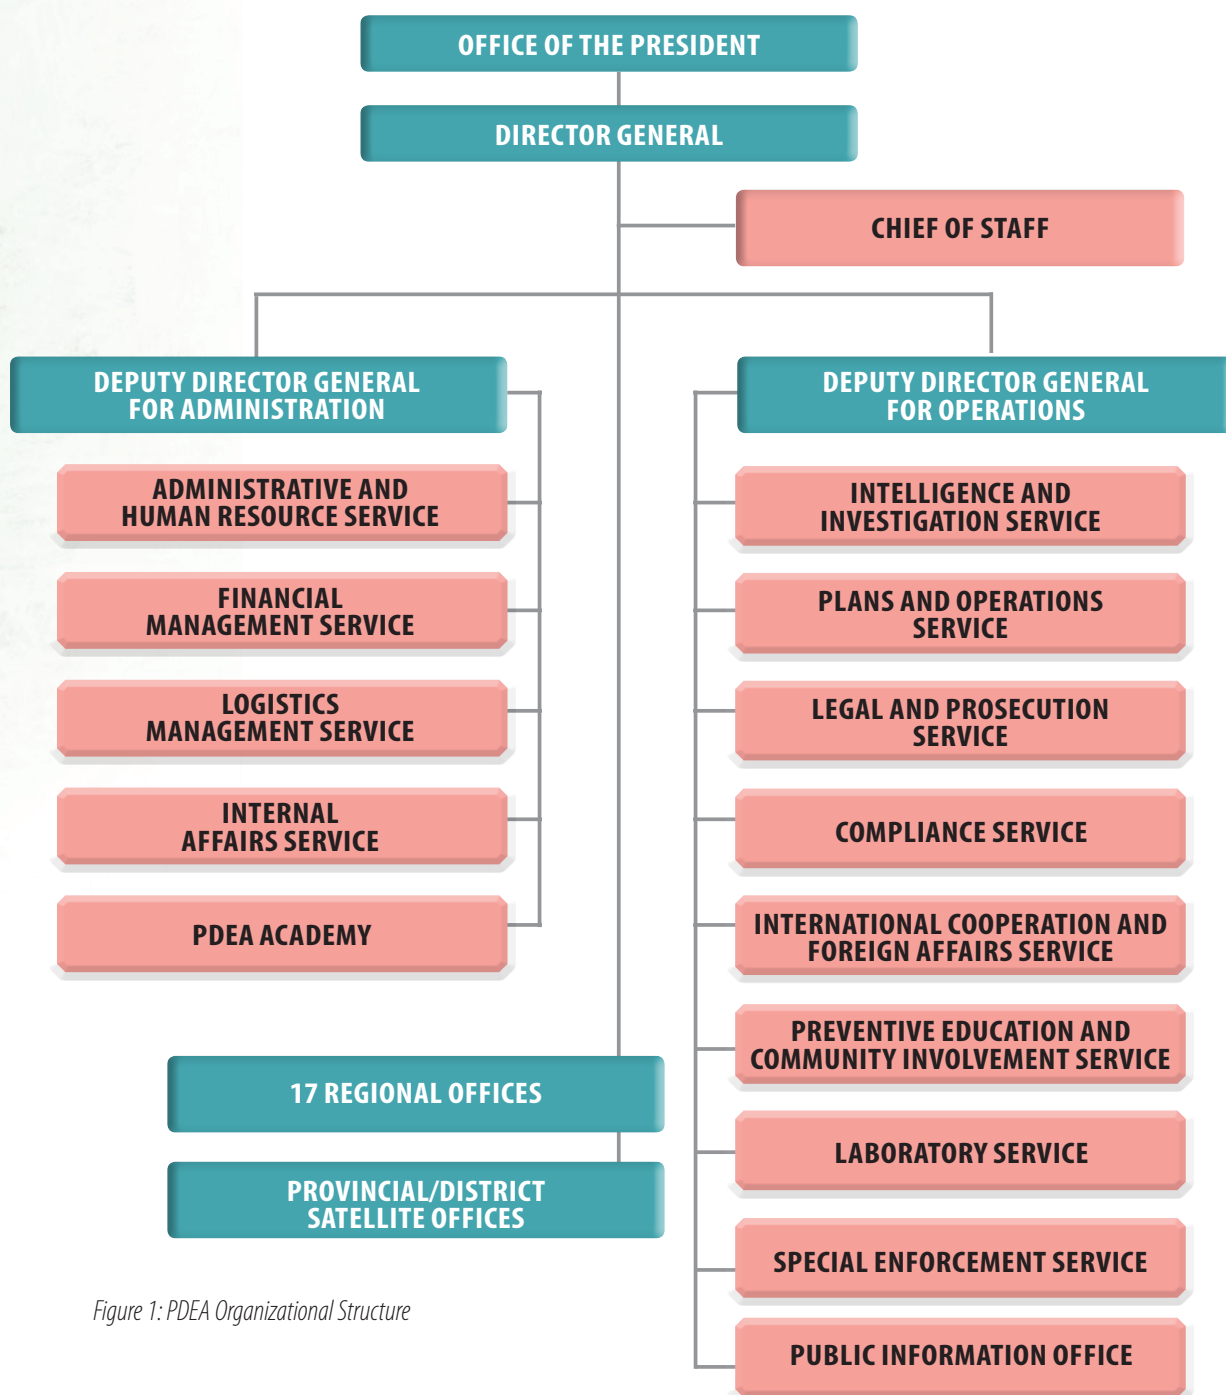 OFFICE OF THE PRESIDENT
DIRECTOR GENERAL
CHIEF OF STAFF
DEPUTY DIRECTOR GENERAL
FOR ADMINISTRATION
ADMINISTRATIVE AND
HUMAN RESOURCE SERVICE
FINANCIAL
MANAGEMENT SERVICE
LOGISTICS
MANAGEMENT SERVICE
INTERNAL
AFFAIRS SERVICE
PDEA ACADEMY
DEPUTY DIRECTOR GENERAL
FOR OPERATIONS
INTELLIGENCE AND
INVESTIGATION SERVICE
PLANS AND OPERATIONS
SERVICE
LEGAL AND PROSECUTION
SERVICE
COMPLIANCE SERVICE
INTERNATIONAL COOPERATION AND
FOREIGN AFFAIRS SERVICE
PREVENTIVE EDUCATION AND
COMMUNITY INVOLVEMENT SERVICE
LABORATORY SERVICE
SPECIAL ENFORCEMENT SERVICE
PUBLIC INFORMATION OFFICE
17 REGIONAL OFFICES
PROVINCIAL/DISTRICT
SATELLITE OFFICES
Figure 1: PDEA Organizational Structure